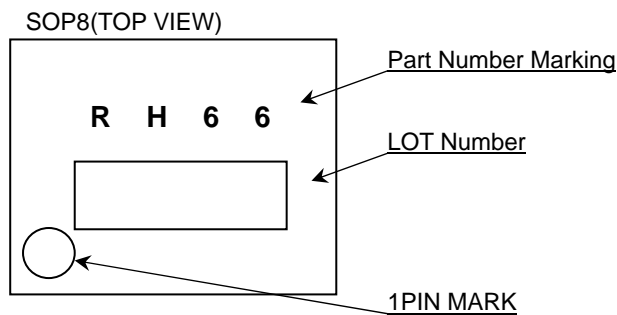 SOP8(TOP VIEW)
Part Number Marking
R H 6 6
LOT Number
1PIN MARK